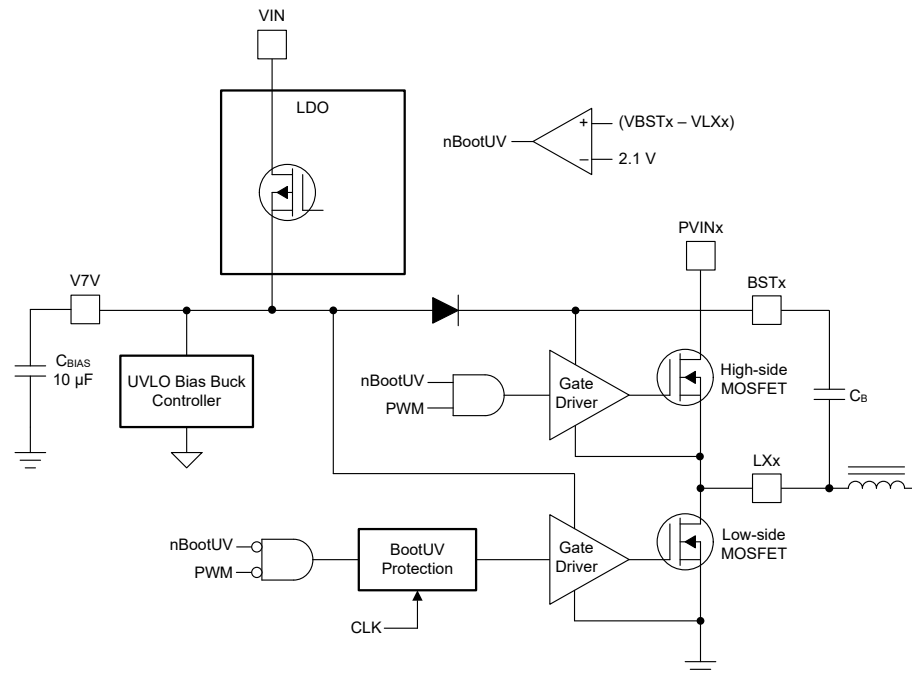 VIN
LDO
nBootUV
(VBSTx – VLXx)
2.1 V
PVINx
V7V
BSTx
CBIAS
10 µF
UVLO Bias Buck
Controller
nBootUV
PWM
Gate
Driver
High-side
MOSFET
CB
LXx
nBootUV
PWM
BootUV
Protection
Gate
Driver
Low-side
MOSFET
CLK